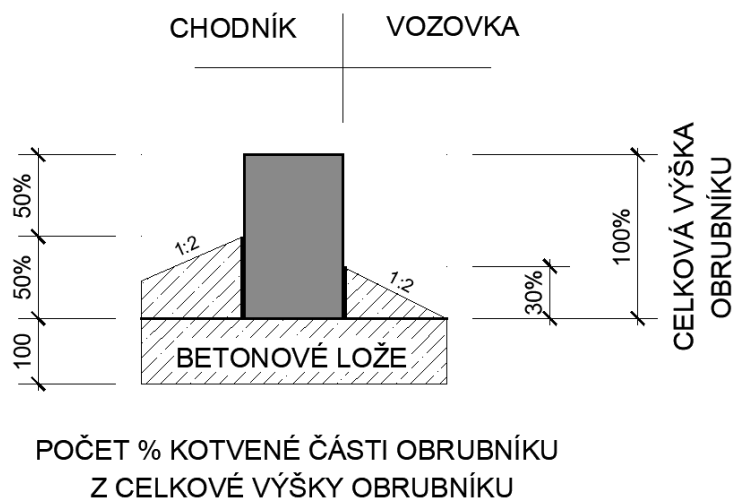 CHODNÍK
VOZOVKA
50%
50%
100
1:2
1:2
30%
100%
CELKOVÁ VÝŠKA
OBRUBNÍKU
BETONOVÉ LOŽE
POČET % KOTVENÉ ČÁSTI OBRUBNÍKU
Z CELKOVÉ VÝŠKY OBRUBNÍKU